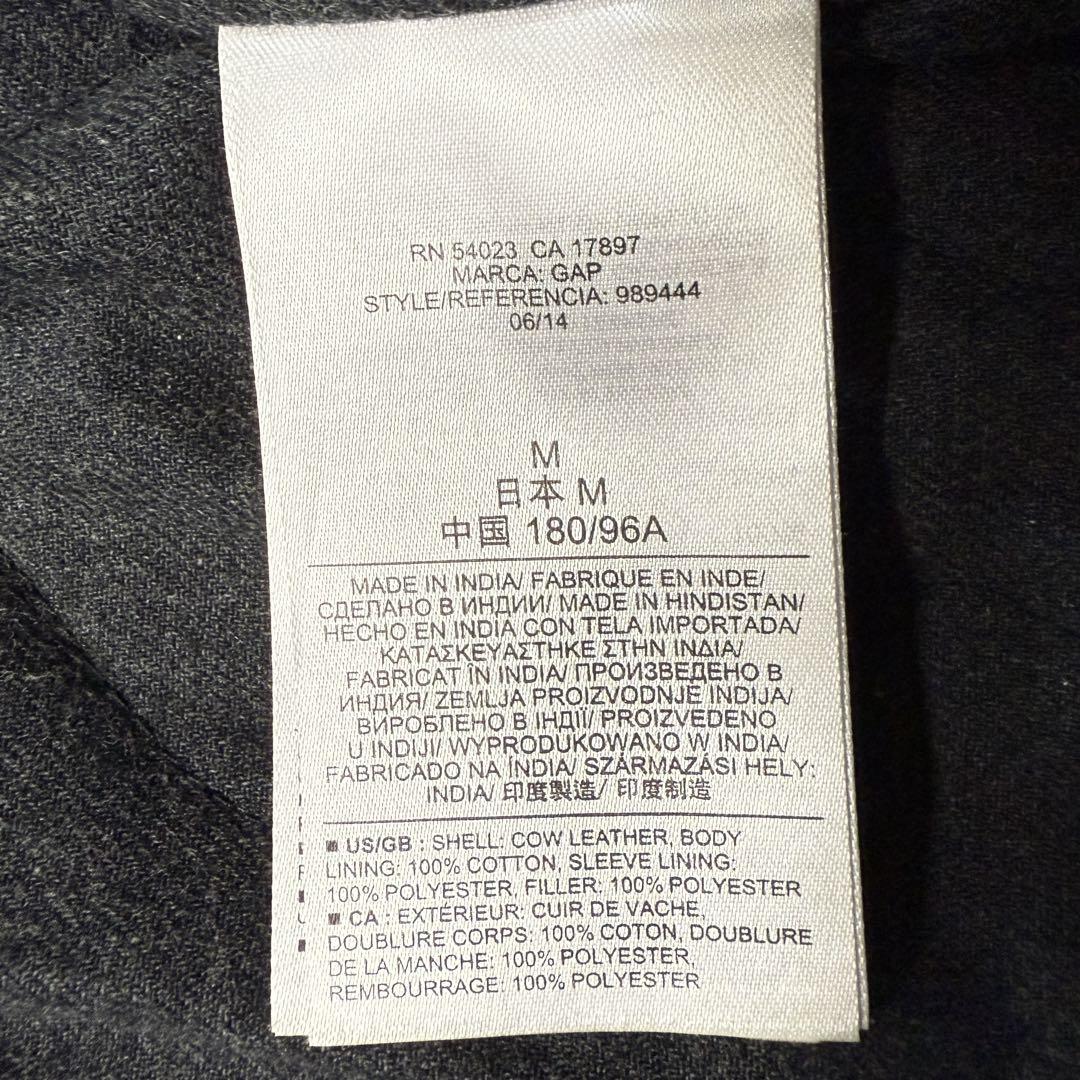 RN 54023 CA 17897
MARCA: GAP
STYLE/REFERENCIA: 989444
06/14
M
日本 M
中国 180/96A
MADE IN INDIA/ FABRIQUE EN INDE/
СДЕЛАНО В ИНДИИ/ MADE IN HINDISTAN/
HECHO EN INDIA CON TELA IMPORTADA/
ΚΑΤΑΣΚΕΥΑΣΤΗΚΕ ΣΤΗΝ ΙΝΔΙΑ/
FABRICAT ÎN INDIA/ ПРОИЗВЕДЕНО В
ИНДИЯ/ ZEMLJA PROIZVODNJE INDIJA/
ВИРОБЛЕНО В ІНДІЇ/ PROIZVEDENO
U INDIJI/ WYPRODUKOWANO W INDIA/
FABRICADO NA ÍNDIA/ SZÁRMAZÁSI HELY:
INDIA/ 印度製造/ 印度制造
■ US/GB : SHELL: COW LEATHER, BODY
LINING: 100% COTTON, SLEEVE LINING:
100% POLYESTER, FILLER: 100% POLYESTER
■ CA : EXTÉRIEUR: CUIR DE VACHE,
DOUBLURE CORPS: 100% COTON, DOUBLURE
DE LA MANCHE: 100% POLYESTER,
REMBOURRAGE: 100% POLYESTER